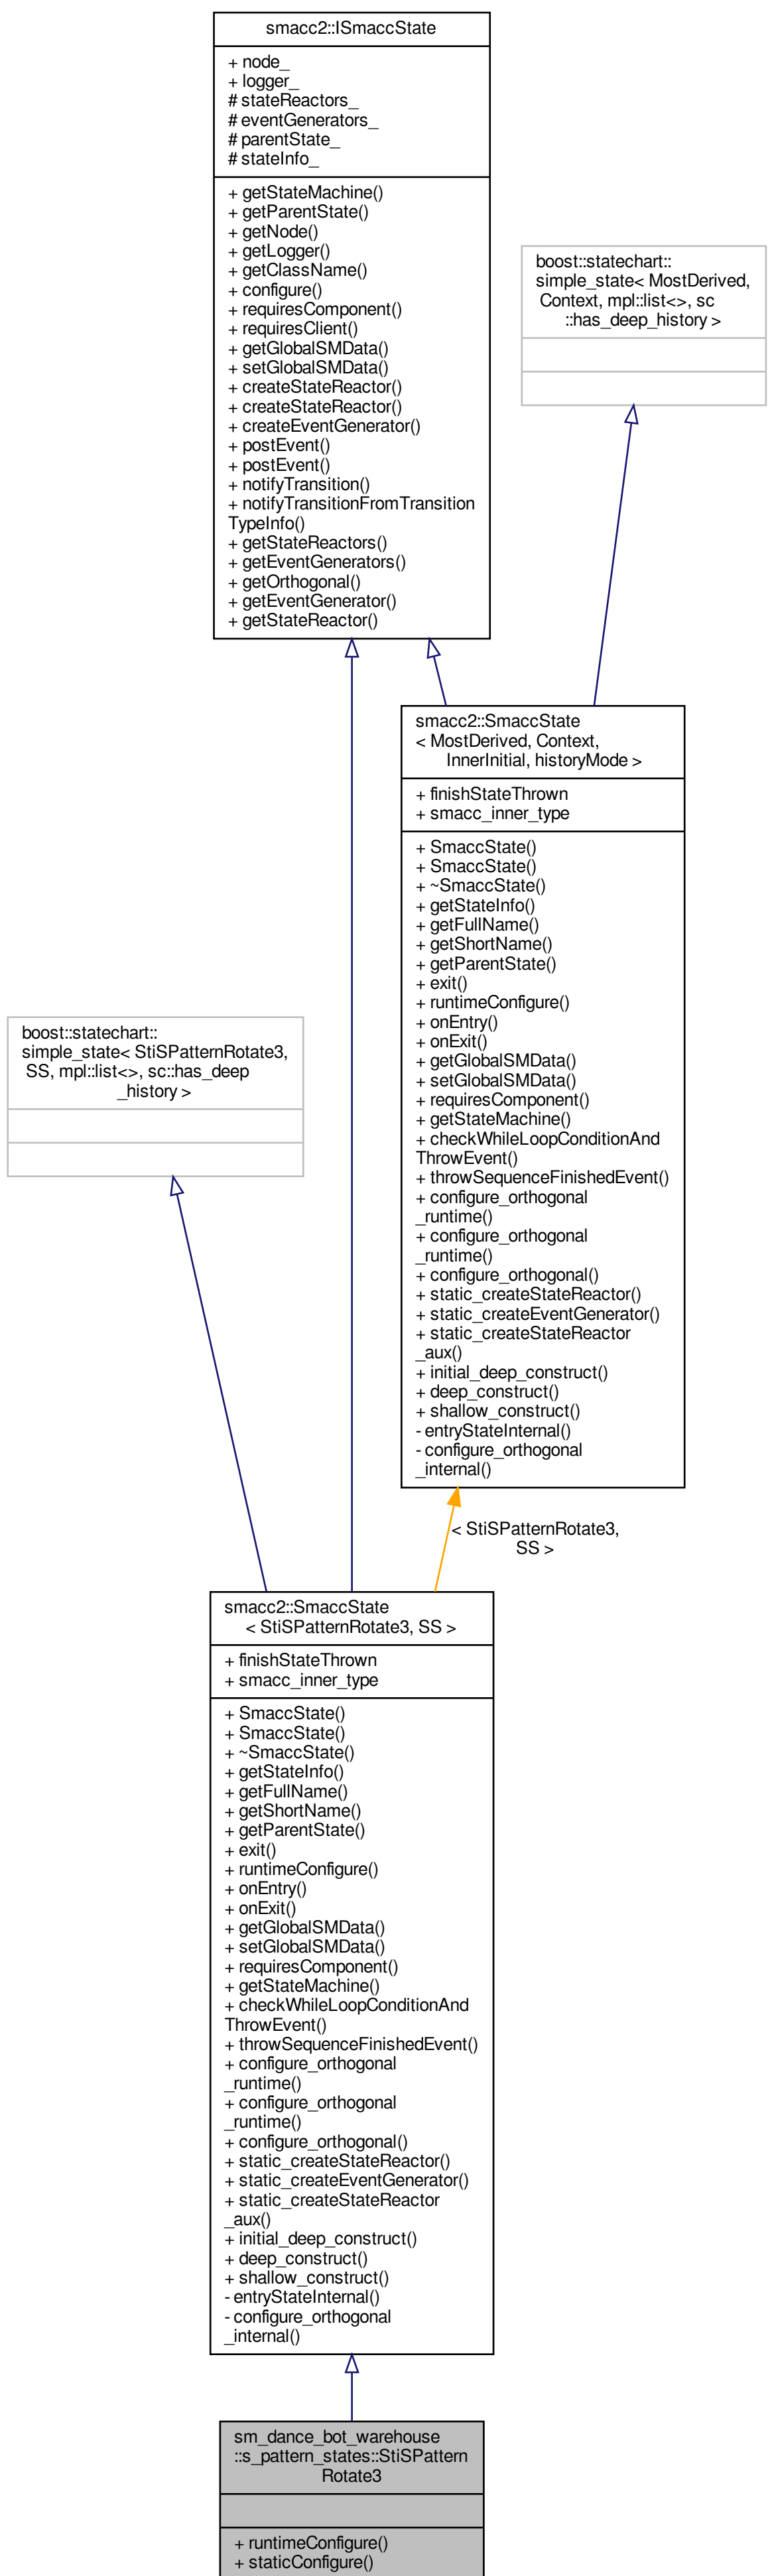 smacc2::ISmaccState
+ node_
+ logger_
# stateReactors_
# eventGenerators_
# parentState_
# stateInfo_
+ getStateMachine()
+ getParentState()
+ getNode()
+ getLogger()
+ getClassName()
+ configure()
+ requiresComponent()
+ requiresClient()
+ getGlobalSMData()
+ setGlobalSMData()
+ createStateReactor()
+ createStateReactor()
+ createEventGenerator()
+ postEvent()
+ postEvent()
+ notifyTransition()
+ notifyTransitionFromTransition
TypeInfo()
+ getStateReactors()
+ getEventGenerators()
+ getOrthogonal()
+ getEventGenerator()
+ getStateReactor()
boost::statechart::
simple_state< MostDerived,
Context, mpl::list<>, sc
::has_deep_history >
smacc2::SmaccState
< MostDerived, Context,
InnerInitial, historyMode >
+ finishStateThrown
+ smacc_inner_type
+ SmaccState()
+ SmaccState()
+ ~SmaccState()
+ getStateInfo()
+ getFullName()
+ getShortName()
+ getParentState()
+ exit()
+ runtimeConfigure()
+ onEntry()
+ onExit()
+ getGlobalSMData()
+ setGlobalSMData()
+ requiresComponent()
+ getStateMachine()
+ checkWhileLoopConditionAnd
ThrowEvent()
+ throwSequenceFinishedEvent()
+ configure_orthogonal
_runtime()
+ configure_orthogonal
_runtime()
+ configure_orthogonal()
+ static_createStateReactor()
+ static_createEventGenerator()
+ static_createStateReactor
_aux()
+ initial_deep_construct()
+ deep_construct()
+ shallow_construct()
- entryStateInternal()
- configure_orthogonal
_internal()
boost::statechart::
simple_state< StiSPatternRotate3,
SS, mpl::list<>, sc::has_deep
_history >
< StiSPatternRotate3,
SS >
smacc2::SmaccState
< StiSPatternRotate3, SS >
+ finishStateThrown
+ smacc_inner_type
+ SmaccState()
+ SmaccState()
+ ~SmaccState()
+ getStateInfo()
+ getFullName()
+ getShortName()
+ getParentState()
+ exit()
+ runtimeConfigure()
+ onEntry()
+ onExit()
+ getGlobalSMData()
+ setGlobalSMData()
+ requiresComponent()
+ getStateMachine()
+ checkWhileLoopConditionAnd
ThrowEvent()
+ throwSequenceFinishedEvent()
+ configure_orthogonal
_runtime()
+ configure_orthogonal
_runtime()
+ configure_orthogonal()
+ static_createStateReactor()
+ static_createEventGenerator()
+ static_createStateReactor
_aux()
+ initial_deep_construct()
+ deep_construct()
+ shallow_construct()
- entryStateInternal()
- configure_orthogonal
_internal()
sm_dance_bot_warehouse
::s_pattern_states::StiSPattern
Rotate3
+ runtimeConfigure()
+ staticConfigure()